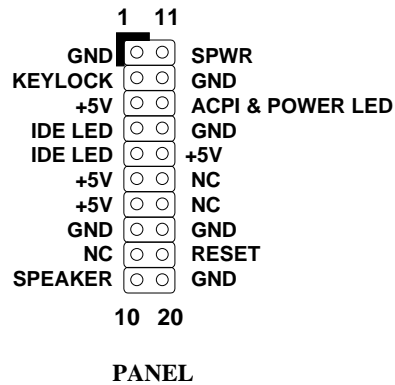 1 11
GND SPWR
KEYLOCK GND
+5V ACPI & POWER LED
IDE LED GND
IDE LED +5V
+5V NC
+5V NC
GND GND
NC RESET
SPEAKER GND
10 20
PANEL